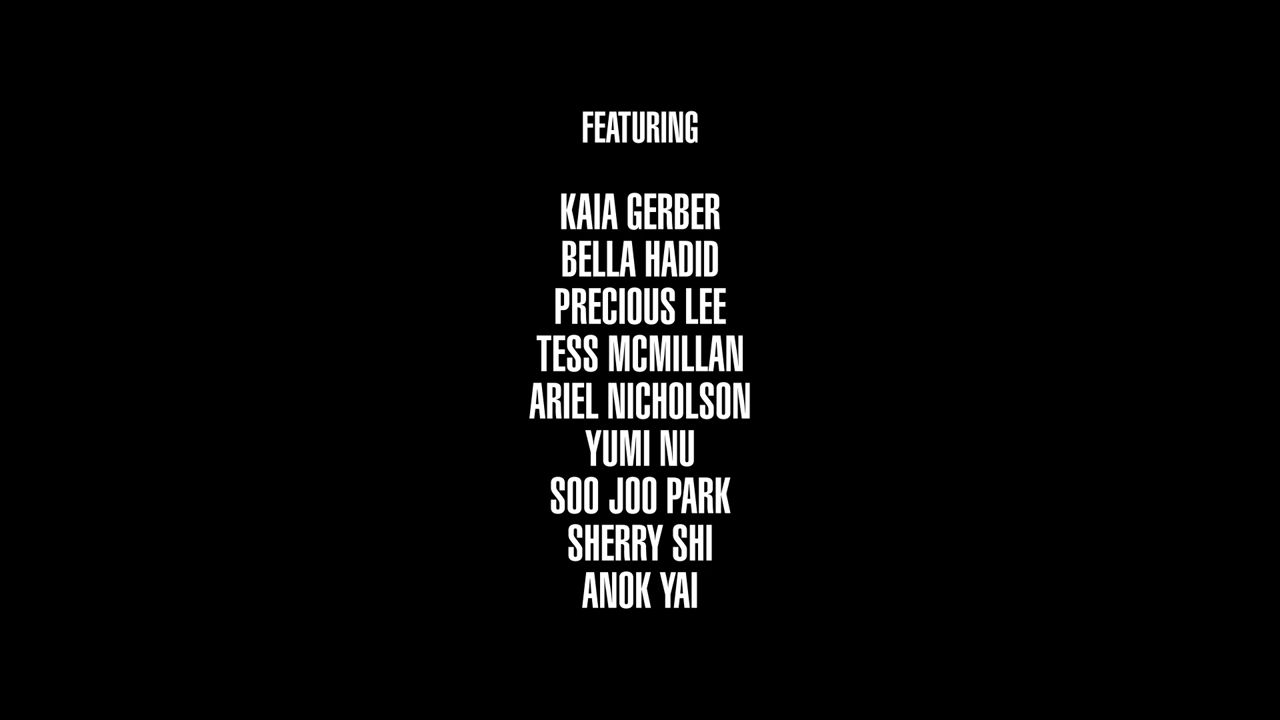 FEATURING
KAIA GERBER
BELLA HADID
PRECIOUS LEE
TESS MCMILLAN
ARIEL NICHOLSON
YUMI NU
SOO JOO PARK
SHERRY SHI
ANOK YAI